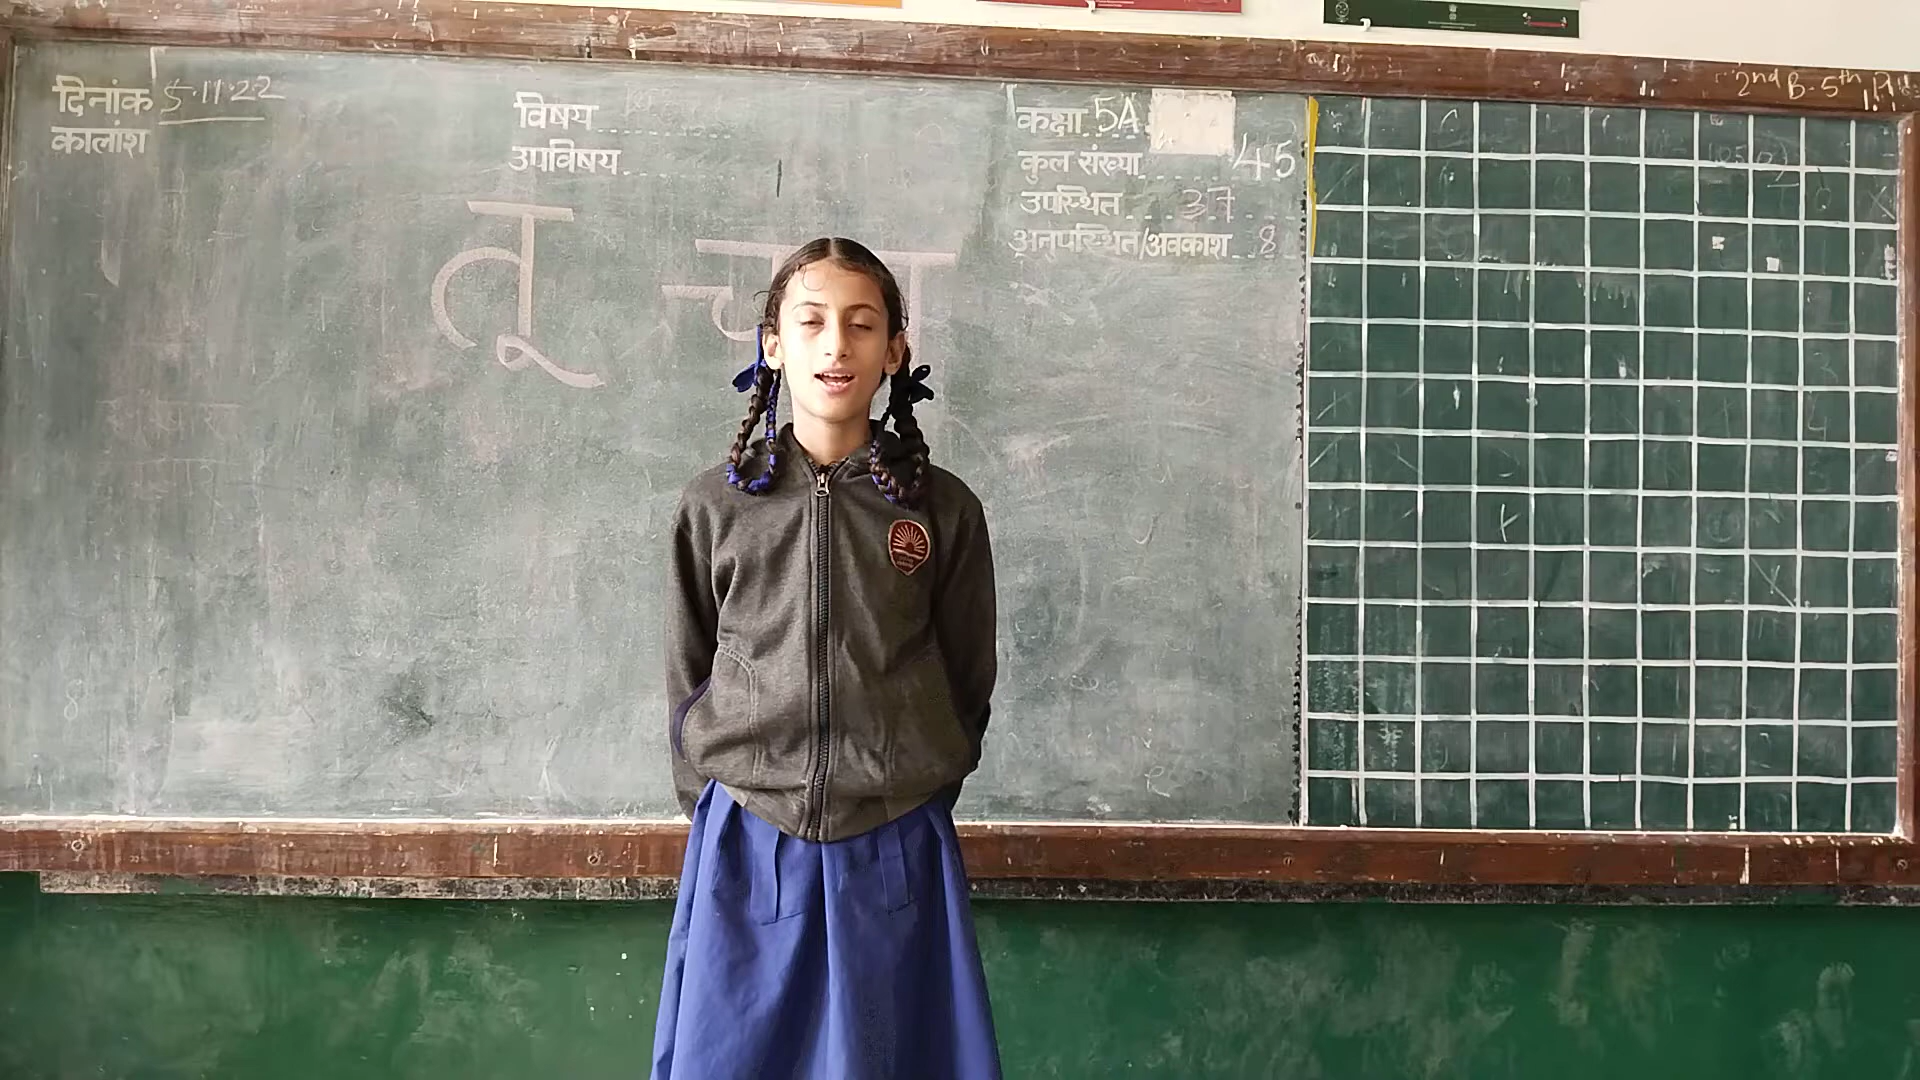 2nd B-5th
दिनांक 5.11.22
कालांश
विषय
उपविषय
कक्षा 5A
कुल संख्या 45
उपस्थित 37
अनुपस्थित/अवकाश 8
तू